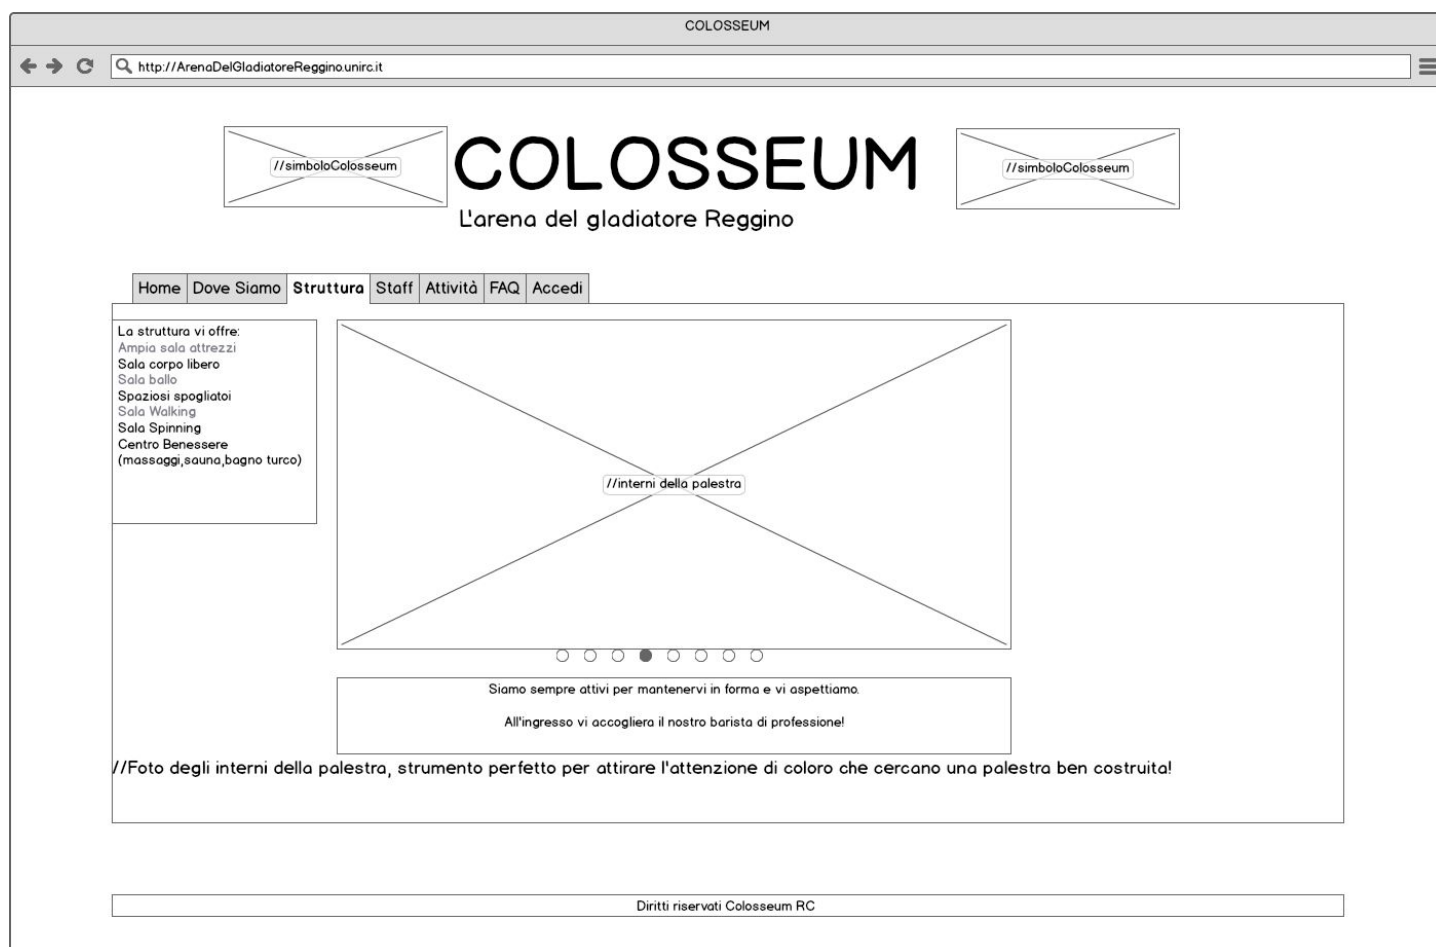 COLOSSEUM
http://ArenaDelGladiatoreReggino.unirc.it
//simboloColosseum
COLOSSEUM
//simboloColosseum
L'arena del gladiatore Reggino
Home Dove Siamo Struttura Staff Attività FAQ Accedi
La struttura vi offre:
Ampia sala attrezzi
Sala corpo libero
Sala ballo
Spaziosi spogliatoi
Sala Walking
Sala Spinning
Centro Benessere
(massaggi,sauna,bagno turco)
//interni della palestra
Siamo sempre attivi per mantenervi in forma e vi aspettiamo.
All'ingresso vi accogliera il nostro barista di professione!
//Foto degli interni della palestra, strumento perfetto per attirare l'attenzione di coloro che cercano una palestra ben costruita!
Diritti riservati Colosseum RC